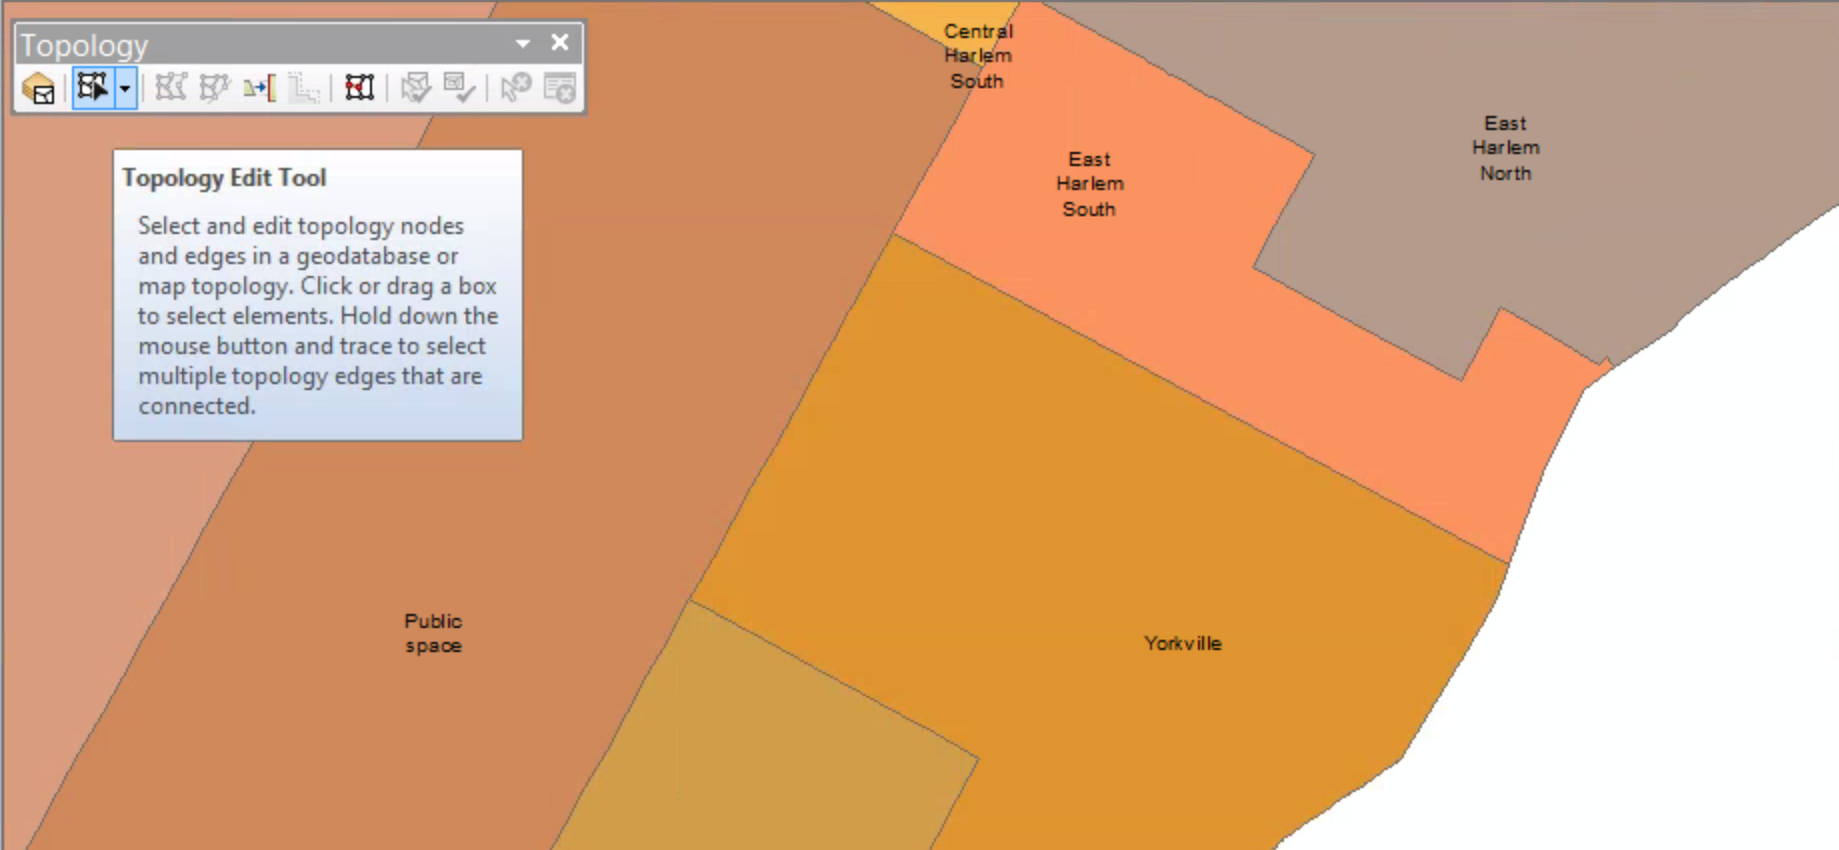 Topology
Topology Edit Tool
Select and edit topology nodes
and edges in a geodatabase or
map topology. Click or drag a box
to select elements. Hold down the
mouse button and trace to select
multiple topology edges that are
connected.
Central
Harlem
South
East
Harlem
South
East
Harlem
North
Public
space
Yorkville